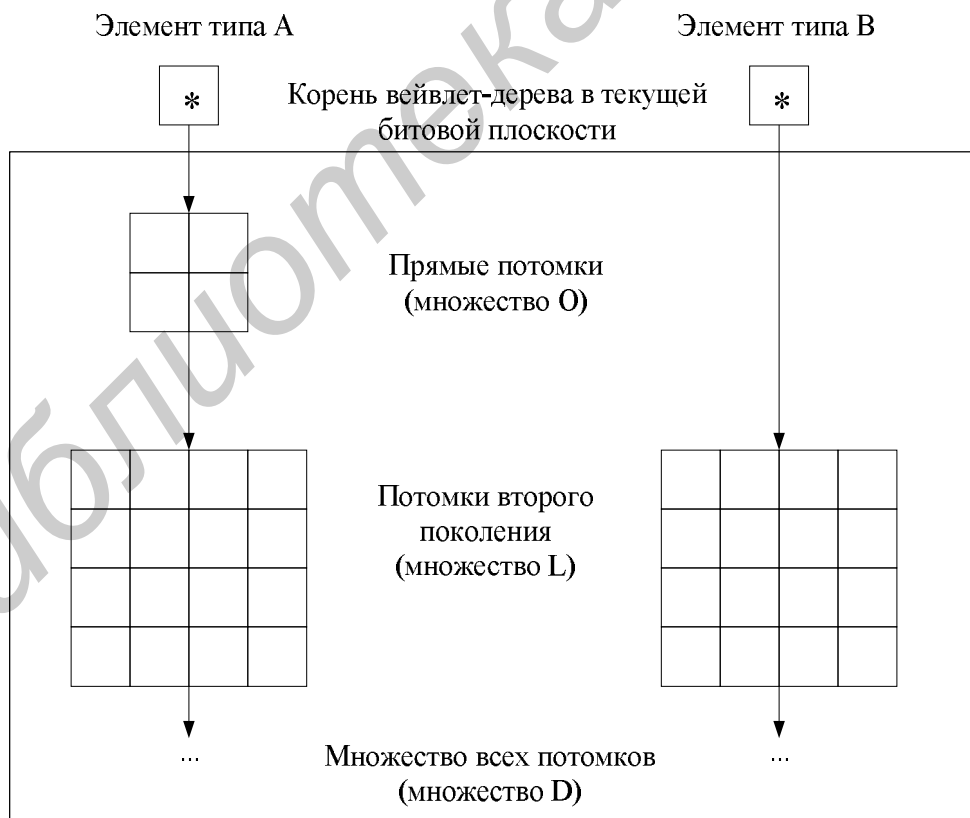 Элемент типа А
Элемент типа В
*
*
Корень вейвлет-дерева в текущей
битовой плоскости
Прямые потомки
(множество О)
Потомки второго
поколения
(множество L)
...
...
Множество всех потомков
(множество D)
библиотека